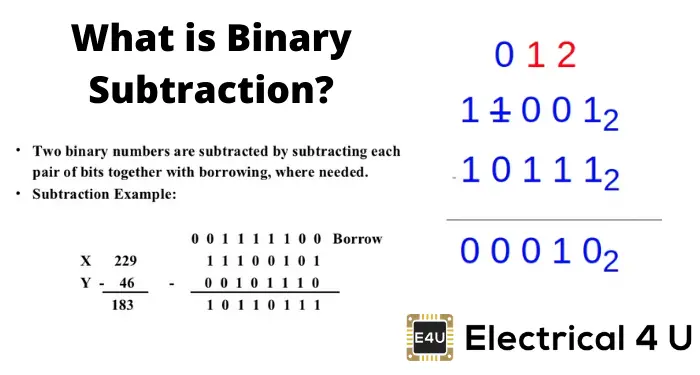 What is Binary
Subtraction?
• Two binary numbers are subtracted by subtracting each
pair of bits together with borrowing, where needed.
• Subtraction Example:
0 0 1 1 1 1 1 0 0 Borrow
X 229 1 1 1 0 0 1 0 1
Y - 46 - 0 0 1 0 1 1 1 0
183 1 0 1 1 0 1 1 1
0 1 2
1 1 0 0 1₂
- 1 0 1 1 1₂
0 0 0 1 0₂
E4U Electrical 4 U